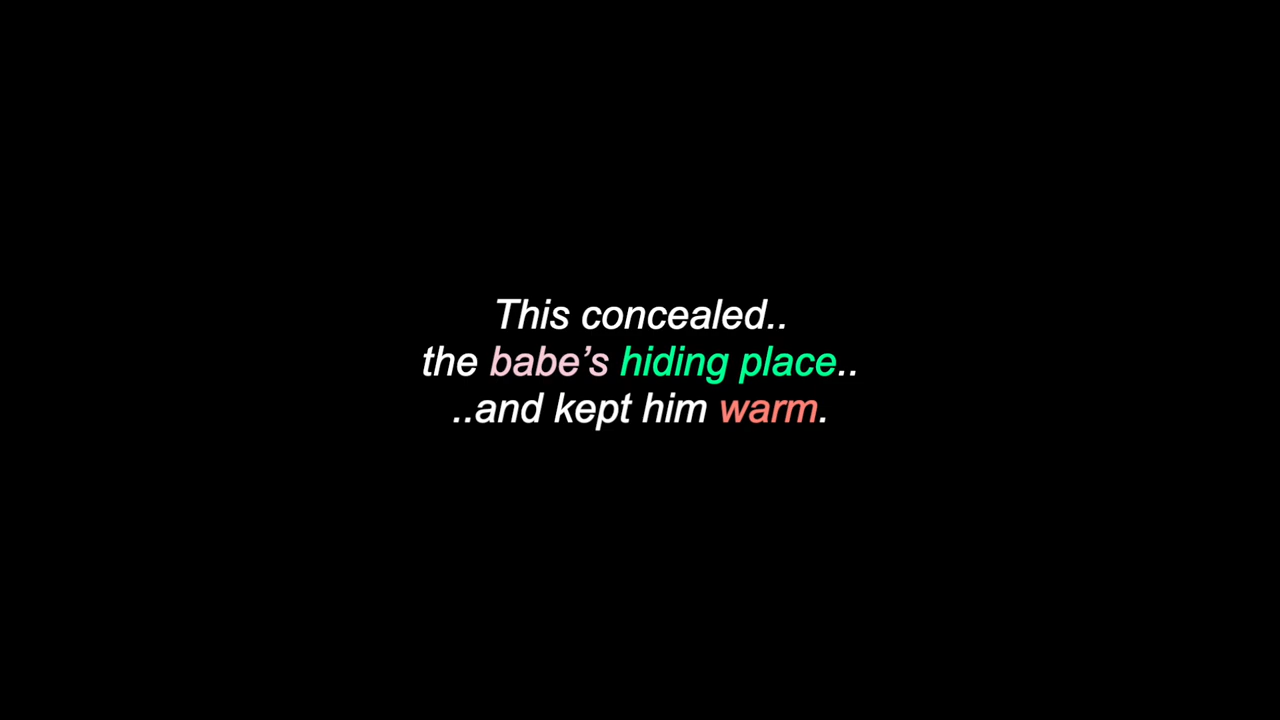 This concealed..
the babe’s hiding place..
..and kept him warm.